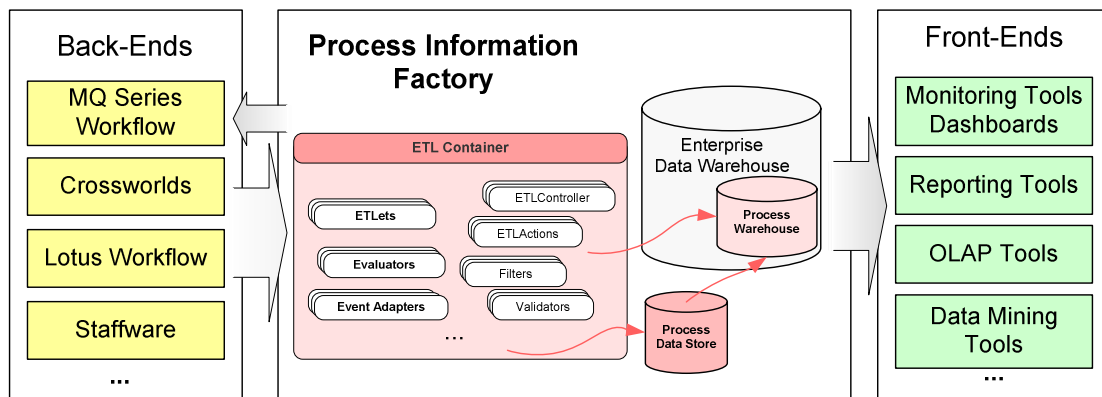 Back-Ends
MQ Series
Workflow
Crossworlds
Lotus Workflow
Staffware
...
Process Information
Factory
ETL Container
ETLController
ETLets
ETLActions
Evaluators
Filters
Event Adapters
Validators
...
Enterprise
Data Warehouse
Process
Warehouse
Process
Data Store
Front-Ends
Monitoring Tools
Dashboards
Reporting Tools
OLAP Tools
Data Mining
Tools
...